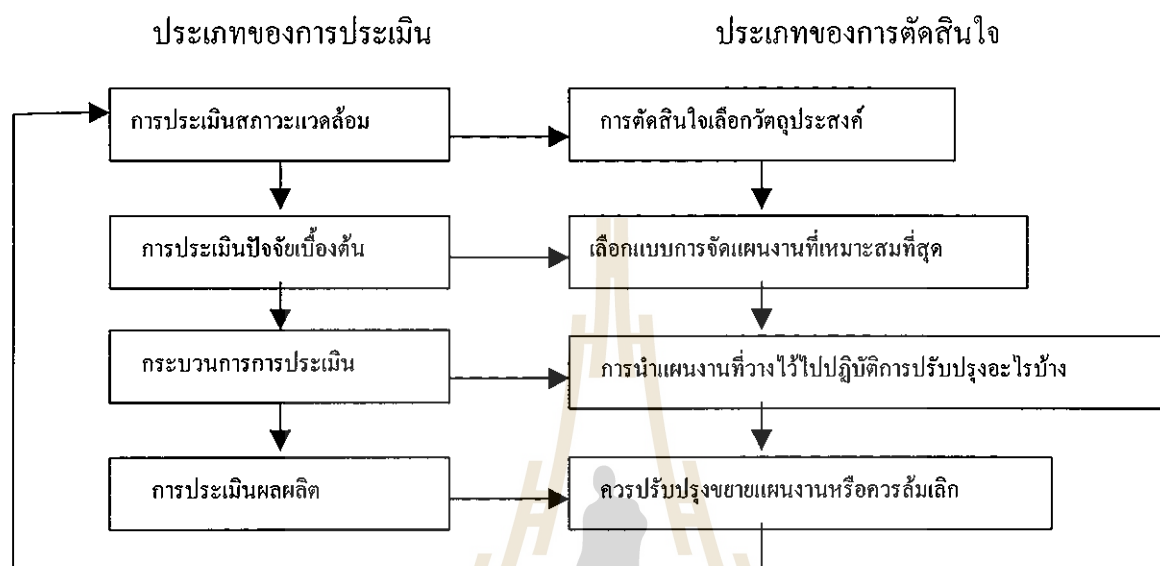 ประเภทของการประเมิน ประเภทของการตัดสินใจ
การประเมินสภาวะแวดล้อม การตัดสินใจเลือกวัตถุประสงค์
การประเมินปัจจัยเบื้องต้น เลือกแบบการจัดแผนงานที่เหมาะสมที่สุด
กระบวนการการประเมิน การนำแผนงานที่วางไว้ไปปฏิบัติการปรับปรุงอะไรบ้าง
การประเมินผลผลิต ควรปรับปรุงขยายแผนงานหรือควรล้มเลิก